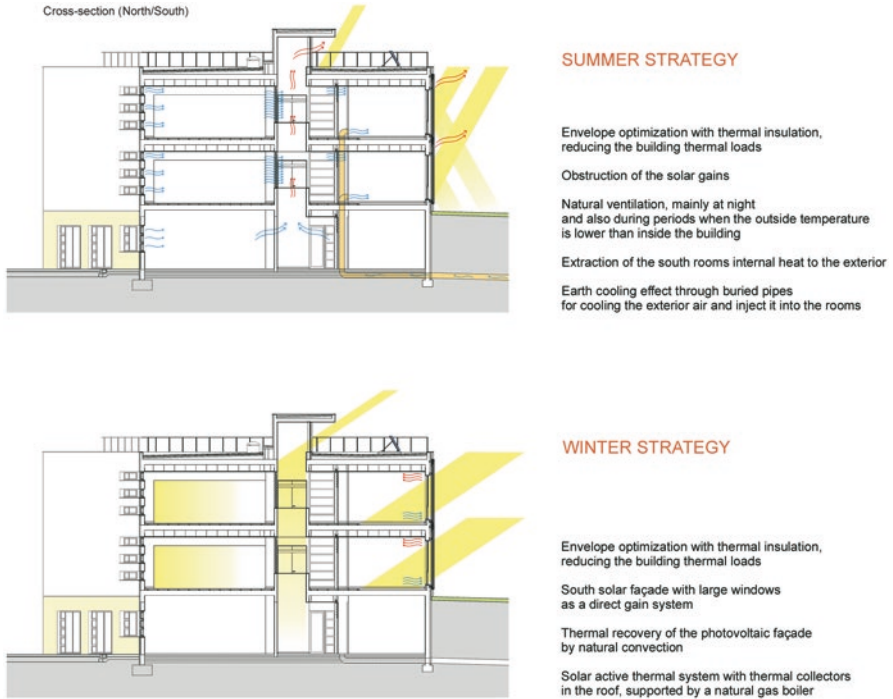 Cross-section (North/South)
SUMMER STRATEGY
Envelope optimization with thermal insulation,
reducing the building thermal loads
Obstruction of the solar gains
Natural ventilation, mainly at night
and also during periods when the outside temperature
is lower than inside the building
Extraction of the south rooms internal heat to the exterior
Earth cooling effect through buried pipes
for cooling the exterior air and inject it into the rooms
WINTER STRATEGY
Envelope optimization with thermal insulation,
reducing the building thermal loads
South solar façade with large windows
as a direct gain system
Thermal recovery of the photovoltaic façade
by natural convection
Solar active thermal system with thermal collectors
in the roof, supported by a natural gas boiler